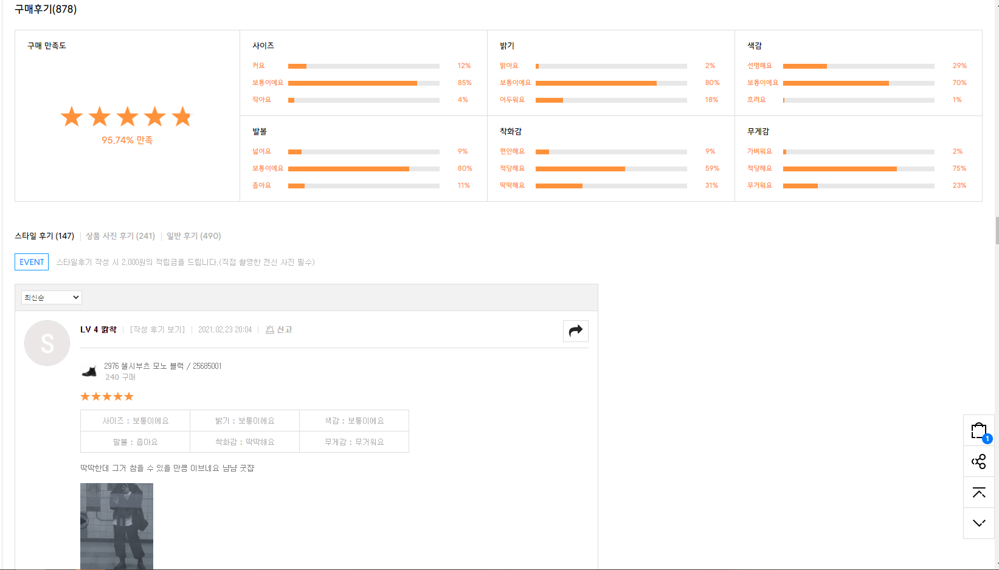 구매후기(878)
구매 만족도
95.74% 만족
사이즈
커요 12%
보통이에요 85%
작아요 4%
밝기
밝아요 2%
보통이에요 80%
어두워요 18%
색감
선명해요 29%
보통이에요 70%
흐려요 1%
발볼
넓어요 9%
보통이에요 80%
좁아요 11%
착화감
편안해요 9%
적당해요 59%
딱딱해요 31%
무게감
가벼워요 2%
적당해요 75%
무거워요 23%
스타일 후기 (147) 상품 사진 후기 (241) 일반 후기 (490)
EVENT 스타일후기 작성 시 2,000원의 적립금을 드립니다.(직접 촬영한 전신 사진 필수)
최신순
S
LV 4 칽착 [작성 후기 보기] 2021.02.23 20:04 신고
2976 첼시부츠 모노 블랙 / 25685001
240 구매
사이즈 : 보통이에요 밝기 : 보통이에요 색감 : 보통이에요
발볼 : 좁아요 착화감 : 딱딱해요 무게감 : 무거워요
딱딱한데 그거 참을 수 있을 만큼 이브네요 냠냠 굿쟙
1